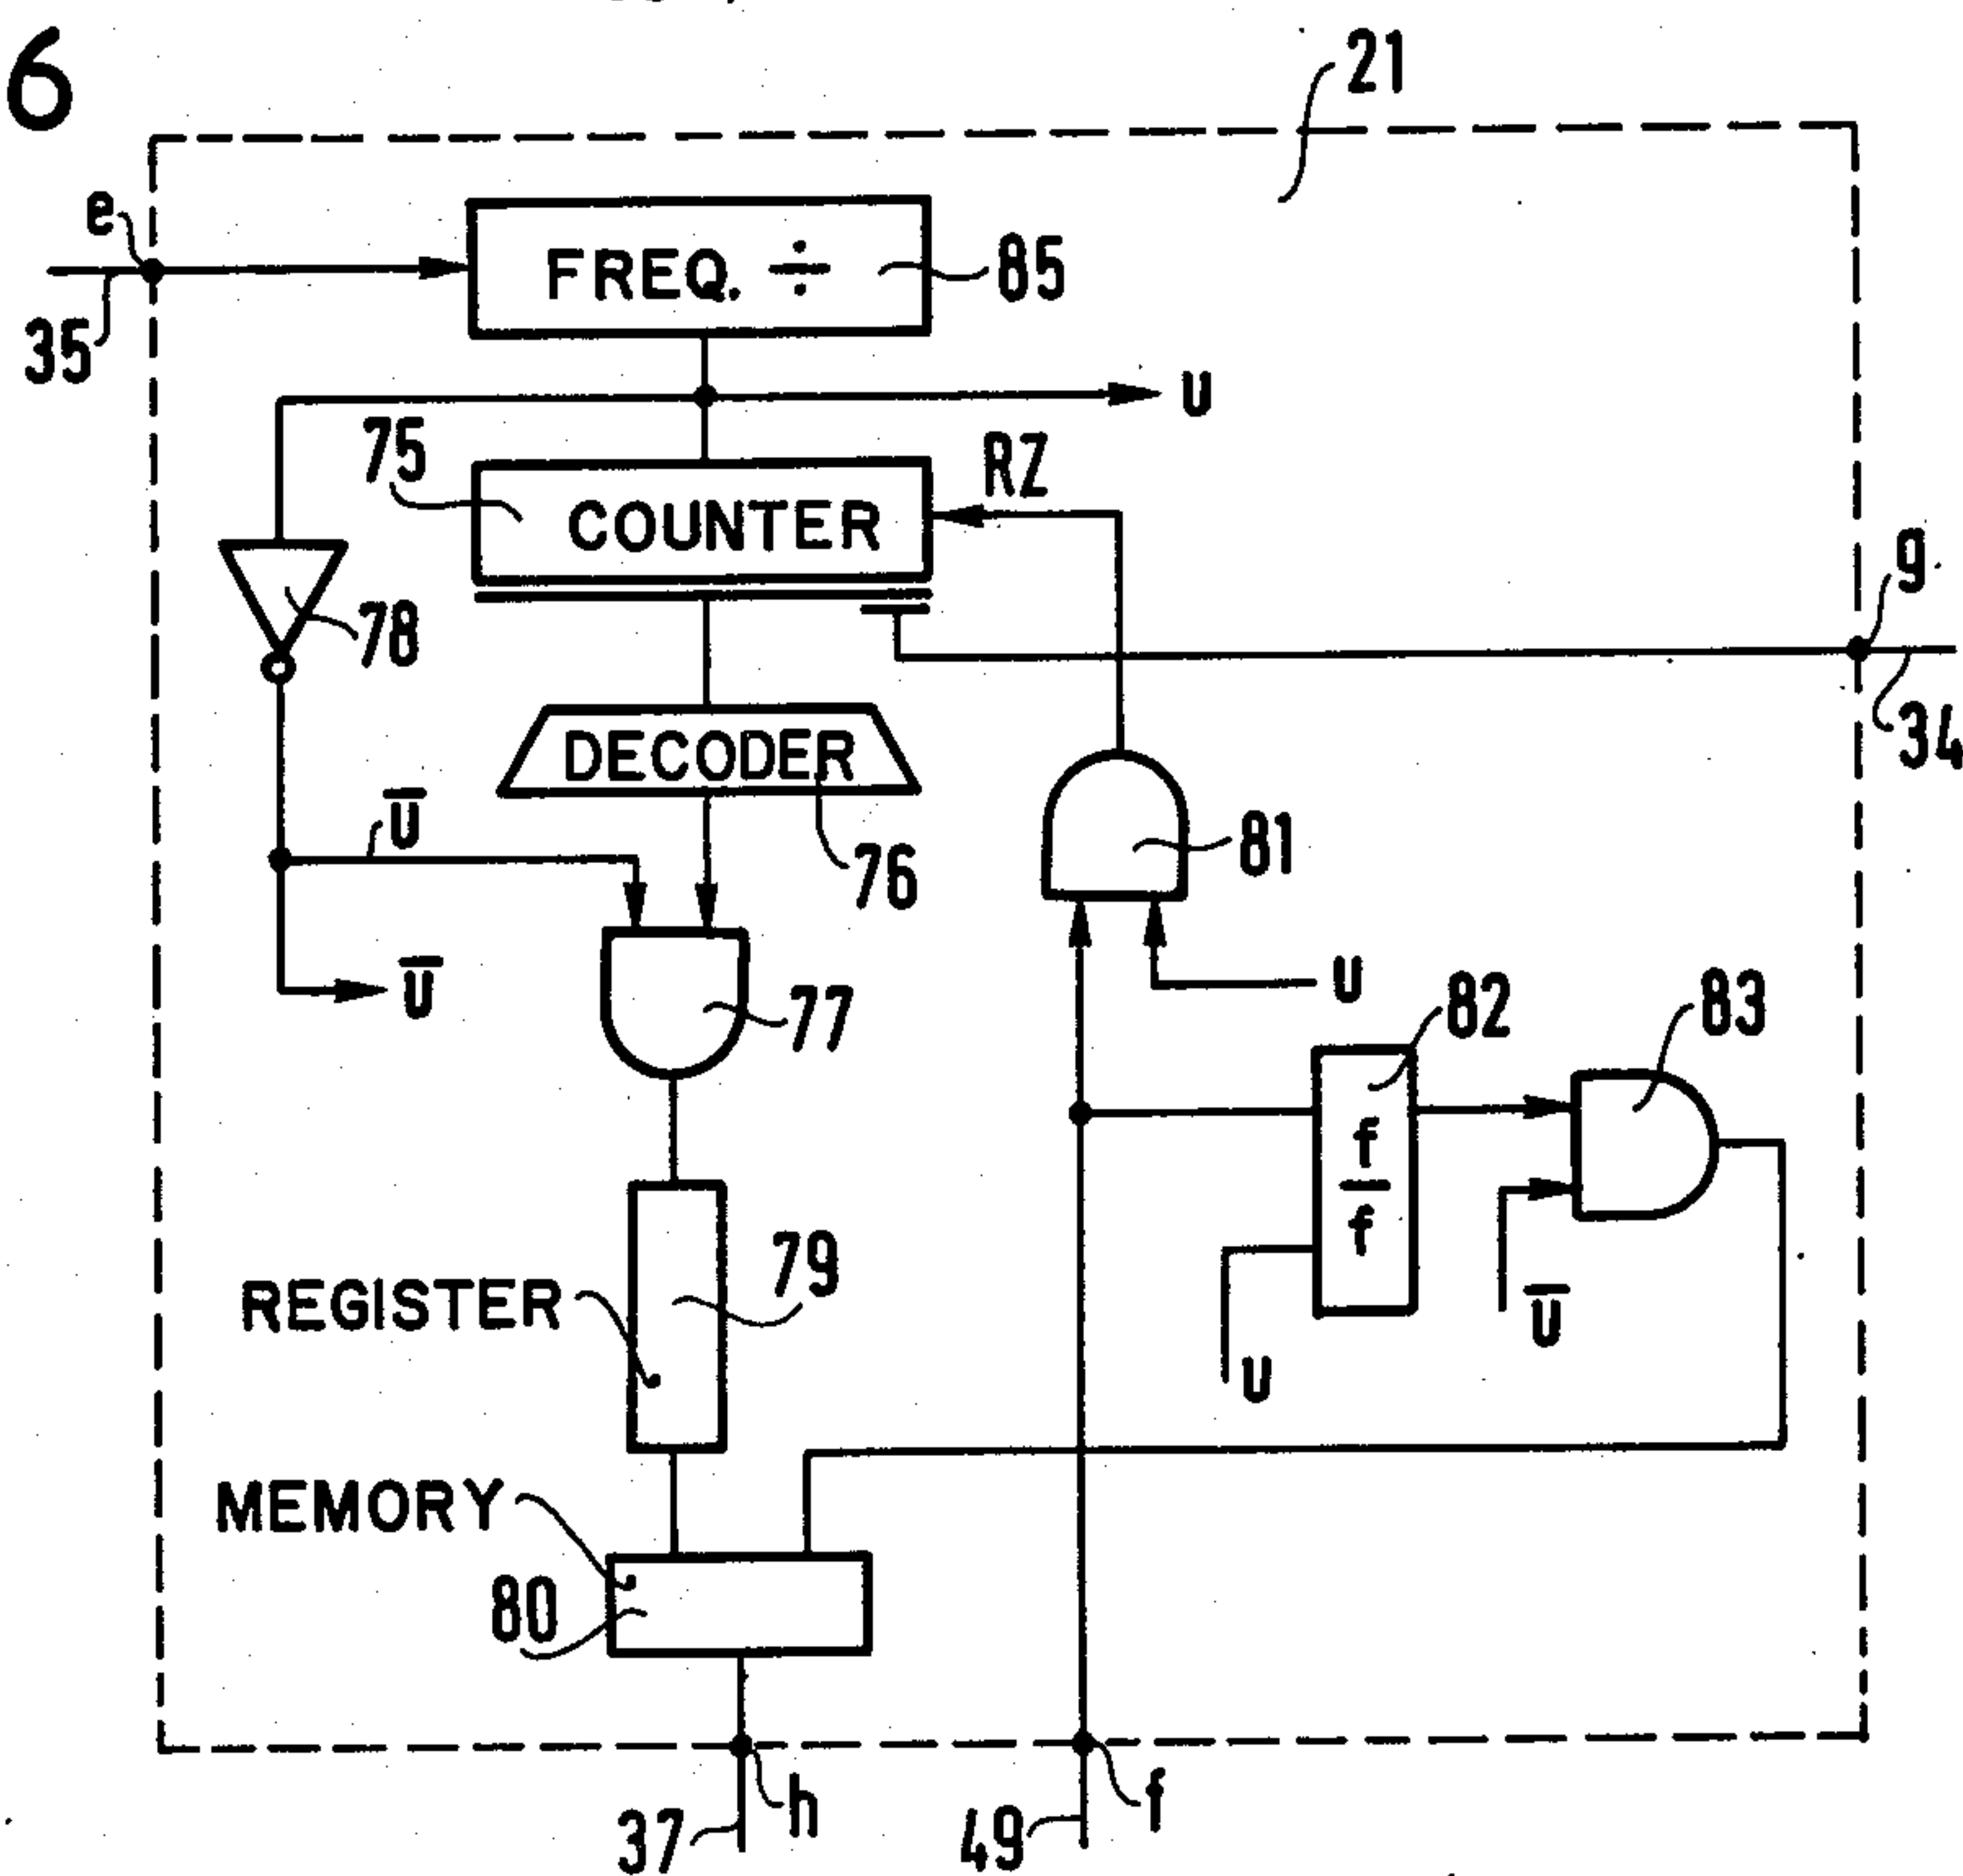 6
21
e
FREQ. ÷
85
35
U
75
RZ
COUNTER
g
78
34
DECODER
U̅
81
76
U̅
U
77
82
83
f/f
79
REGISTER
U̅
U
MEMORY
80
h
f
37
49